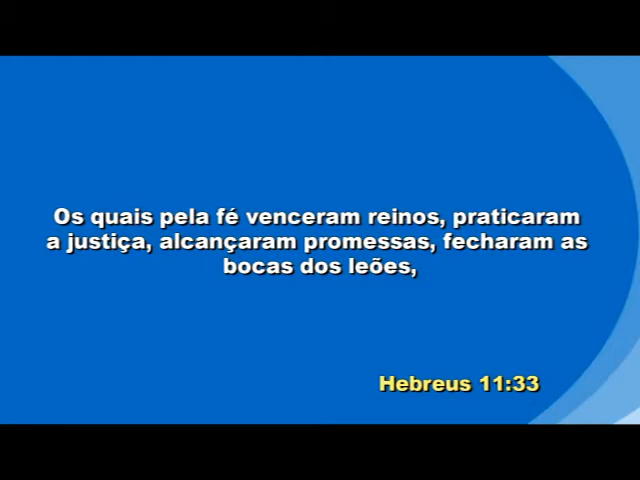 Os quais pela fé venceram reinos, praticaram
a justiça, alcançaram promessas, fecharam as
bocas dos leões,
Hebreus 11:33